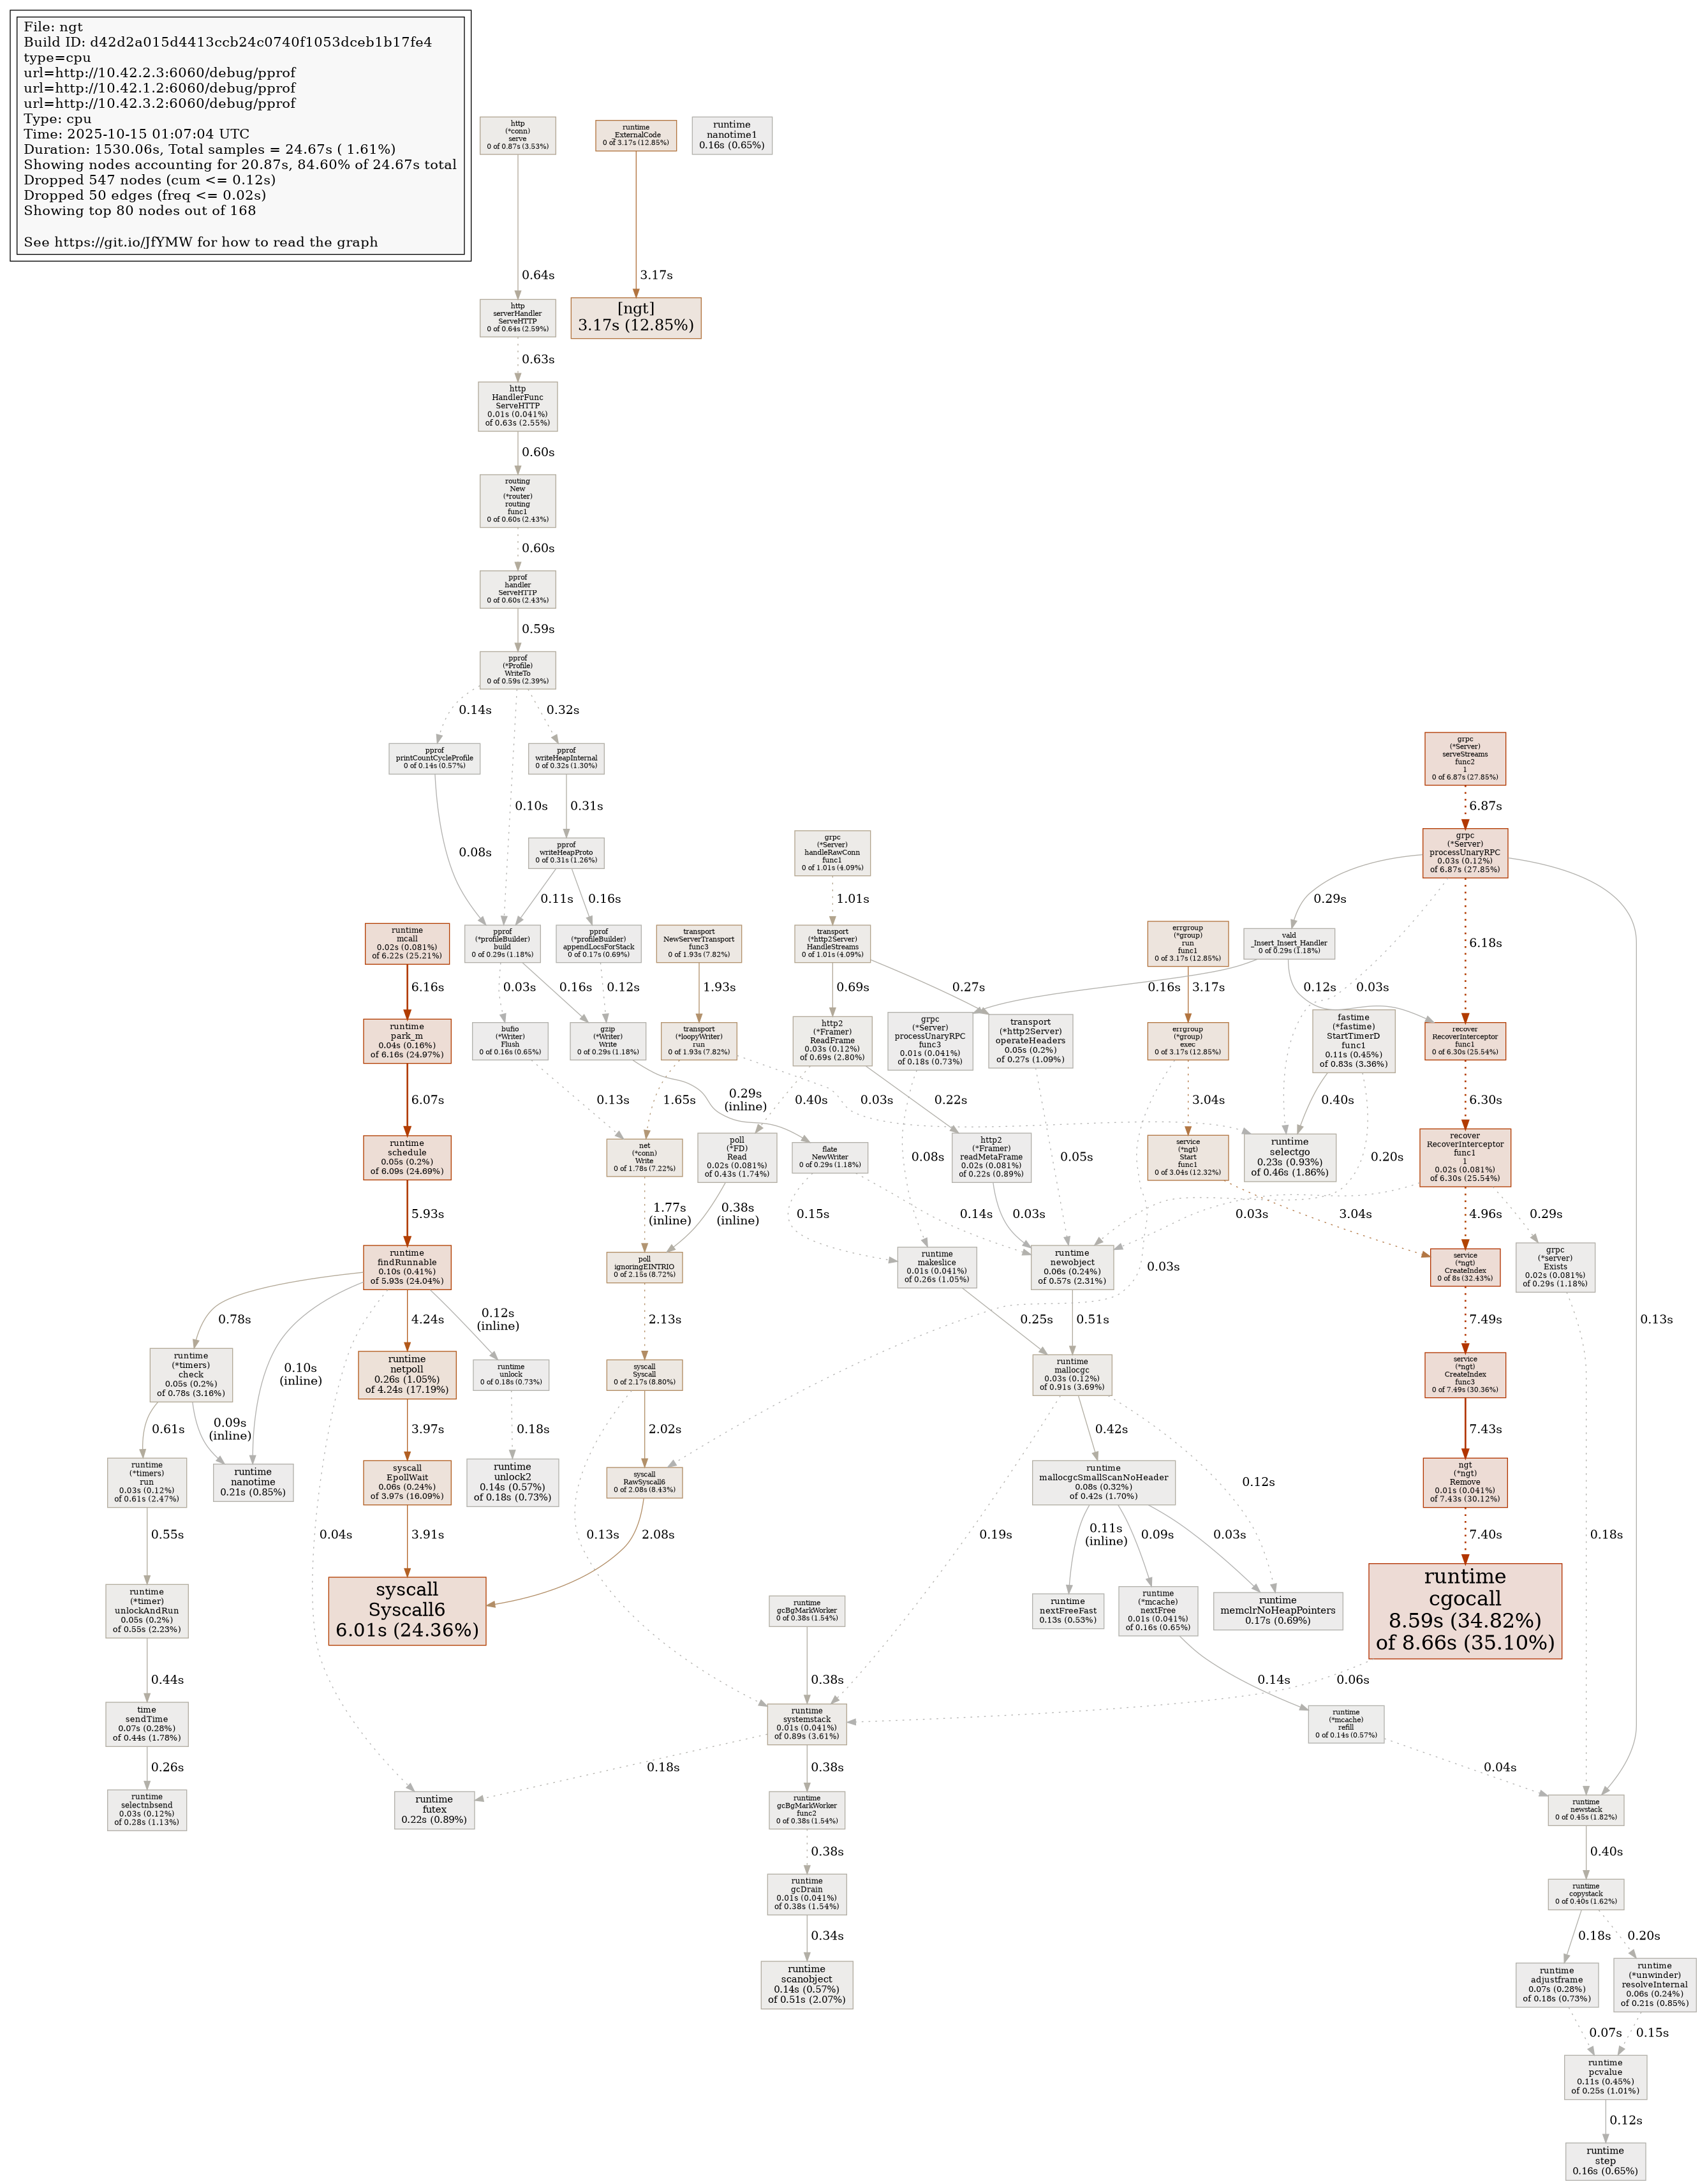 File: ngt
Build ID: d42d2a015d4413ccb24c0740f1053dceb1b17fe4
type=cpu
url=http://10.42.2.3:6060/debug/pprof
url=http://10.42.1.2:6060/debug/pprof
url=http://10.42.3.2:6060/debug/pprof
Type: cpu
Time: 2025-10-15 01:07:04 UTC
Duration: 1530.06s, Total samples = 24.67s ( 1.61%)
Showing nodes accounting for 20.87s, 84.60% of 24.67s total
Dropped 547 nodes (cum <= 0.12s)
Dropped 50 edges (freq <= 0.02s)
Showing top 80 nodes out of 168
See https://git.io/JfYMW for how to read the graph
http
(*conn)
serve
0 of 0.87s (3.53%)
runtime
_ExternalCode
0 of 3.17s (12.85%)
runtime
nanotime1
0.16s (0.65%)
0.64s
3.17s
http
serverHandler
ServeHTTP
0 of 0.64s (2.59%)
[ngt]
3.17s (12.85%)
0.63s
http
HandlerFunc
ServeHTTP
0.01s (0.041%)
of 0.63s (2.55%)
0.60s
routing
New
(*router)
routing
func1
0 of 0.60s (2.43%)
0.60s
pprof
handler
ServeHTTP
0 of 0.60s (2.43%)
0.59s
pprof
(*Profile)
WriteTo
0 of 0.59s (2.39%)
0.14s
0.32s
0.10s
pprof
printCountCycleProfile
0 of 0.14s (0.57%)
pprof
writeHeapInternal
0 of 0.32s (1.30%)
grpc
(*Server)
serveStreams
func2
1
0 of 6.87s (27.85%)
0.31s
6.87s
0.08s
pprof
writeHeapProto
0 of 0.31s (1.26%)
grpc
(*Server)
handleRawConn
func1
0 of 1.01s (4.09%)
grpc
(*Server)
processUnaryRPC
0.03s (0.12%)
of 6.87s (27.85%)
0.11s
0.16s
1.01s
0.29s
0.03s
6.18s
0.13s
runtime
mcall
0.02s (0.081%)
of 6.22s (25.21%)
pprof
(*profileBuilder)
build
0 of 0.29s (1.18%)
pprof
(*profileBuilder)
appendLocsForStack
0 of 0.17s (0.69%)
transport
NewServerTransport
func3
0 of 1.93s (7.82%)
transport
(*http2Server)
HandleStreams
0 of 1.01s (4.09%)
errgroup
(*group)
run
func1
0 of 3.17s (12.85%)
vald
_Insert_Insert_Handler
0 of 0.29s (1.18%)
6.16s
0.03s
0.16s
0.12s
1.93s
0.69s
0.27s
3.17s
0.16s
0.12s
runtime
park_m
0.04s (0.16%)
of 6.16s (24.97%)
bufio
(*Writer)
Flush
0 of 0.16s (0.65%)
gzip
(*Writer)
Write
0 of 0.29s (1.18%)
transport
(*loopyWriter)
run
0 of 1.93s (7.82%)
http2
(*Framer)
ReadFrame
0.03s (0.12%)
of 0.69s (2.80%)
grpc
(*Server)
processUnaryRPC
func3
0.01s (0.041%)
of 0.18s (0.73%)
transport
(*http2Server)
operateHeaders
0.05s (0.2%)
of 0.27s (1.09%)
errgroup
(*group)
exec
0 of 3.17s (12.85%)
fastime
(*fastime)
StartTimerD
func1
0.11s (0.45%)
of 0.83s (3.36%)
recover
RecoverInterceptor
func1
0 of 6.30s (25.54%)
6.07s
0.13s
0.29s
(inline)
1.65s
0.03s
0.40s
0.22s
0.08s
0.05s
3.04s
0.03s
0.40s
0.20s
6.30s
runtime
schedule
0.05s (0.2%)
of 6.09s (24.69%)
net
(*conn)
Write
0 of 1.78s (7.22%)
poll
(*FD)
Read
0.02s (0.081%)
of 0.43s (1.74%)
flate
NewWriter
0 of 0.29s (1.18%)
http2
(*Framer)
readMetaFrame
0.02s (0.081%)
of 0.22s (0.89%)
service
(*ngt)
Start
func1
0 of 3.04s (12.32%)
runtime
selectgo
0.23s (0.93%)
of 0.46s (1.86%)
recover
RecoverInterceptor
func1
1
0.02s (0.081%)
of 6.30s (25.54%)
5.93s
1.77s
(inline)
0.38s
(inline)
0.15s
0.14s
0.03s
3.04s
0.03s
4.96s
0.29s
runtime
findRunnable
0.10s (0.41%)
of 5.93s (24.04%)
poll
ignoringEINTRIO
0 of 2.15s (8.72%)
runtime
makeslice
0.01s (0.041%)
of 0.26s (1.05%)
runtime
newobject
0.06s (0.24%)
of 0.57s (2.31%)
service
(*ngt)
CreateIndex
0 of 8s (32.43%)
grpc
(*server)
Exists
0.02s (0.081%)
of 0.29s (1.18%)
0.78s
0.10s
(inline)
0.04s
4.24s
0.12s
(inline)
2.13s
0.25s
0.51s
7.49s
0.18s
runtime
(*timers)
check
0.05s (0.2%)
of 0.78s (3.16%)
runtime
netpoll
0.26s (1.05%)
of 4.24s (17.19%)
runtime
unlock
0 of 0.18s (0.73%)
syscall
Syscall
0 of 2.17s (8.80%)
runtime
mallocgc
0.03s (0.12%)
of 0.91s (3.69%)
service
(*ngt)
CreateIndex
func3
0 of 7.49s (30.36%)
0.61s
0.09s
(inline)
3.97s
0.18s
0.13s
2.02s
0.19s
0.42s
0.12s
7.43s
runtime
(*timers)
run
0.03s (0.12%)
of 0.61s (2.47%)
runtime
nanotime
0.21s (0.85%)
syscall
EpollWait
0.06s (0.24%)
of 3.97s (16.09%)
runtime
unlock2
0.14s (0.57%)
of 0.18s (0.73%)
syscall
RawSyscall6
0 of 2.08s (8.43%)
runtime
mallocgcSmallScanNoHeader
0.08s (0.32%)
of 0.42s (1.70%)
ngt
(*ngt)
Remove
0.01s (0.041%)
of 7.43s (30.12%)
0.55s
3.91s
2.08s
0.11s
(inline)
0.09s
0.03s
7.40s
runtime
(*timer)
unlockAndRun
0.05s (0.2%)
of 0.55s (2.23%)
syscall
Syscall6
6.01s (24.36%)
runtime
gcBgMarkWorker
0 of 0.38s (1.54%)
runtime
nextFreeFast
0.13s (0.53%)
runtime
(*mcache)
nextFree
0.01s (0.041%)
of 0.16s (0.65%)
runtime
memclrNoHeapPointers
0.17s (0.69%)
runtime
cgocall
8.59s (34.82%)
of 8.66s (35.10%)
0.44s
0.38s
0.14s
0.06s
time
sendTime
0.07s (0.28%)
of 0.44s (1.78%)
runtime
systemstack
0.01s (0.041%)
of 0.89s (3.61%)
runtime
(*mcache)
refill
0 of 0.14s (0.57%)
0.26s
0.18s
0.38s
0.04s
runtime
selectnbsend
0.03s (0.12%)
of 0.28s (1.13%)
runtime
futex
0.22s (0.89%)
runtime
gcBgMarkWorker
func2
0 of 0.38s (1.54%)
runtime
newstack
0 of 0.45s (1.82%)
0.38s
0.40s
runtime
gcDrain
0.01s (0.041%)
of 0.38s (1.54%)
runtime
copystack
0 of 0.40s (1.62%)
0.34s
0.18s
0.20s
runtime
scanobject
0.14s (0.57%)
of 0.51s (2.07%)
runtime
adjustframe
0.07s (0.28%)
of 0.18s (0.73%)
runtime
(*unwinder)
resolveInternal
0.06s (0.24%)
of 0.21s (0.85%)
0.07s
0.15s
runtime
pcvalue
0.11s (0.45%)
of 0.25s (1.01%)
0.12s
runtime
step
0.16s (0.65%)